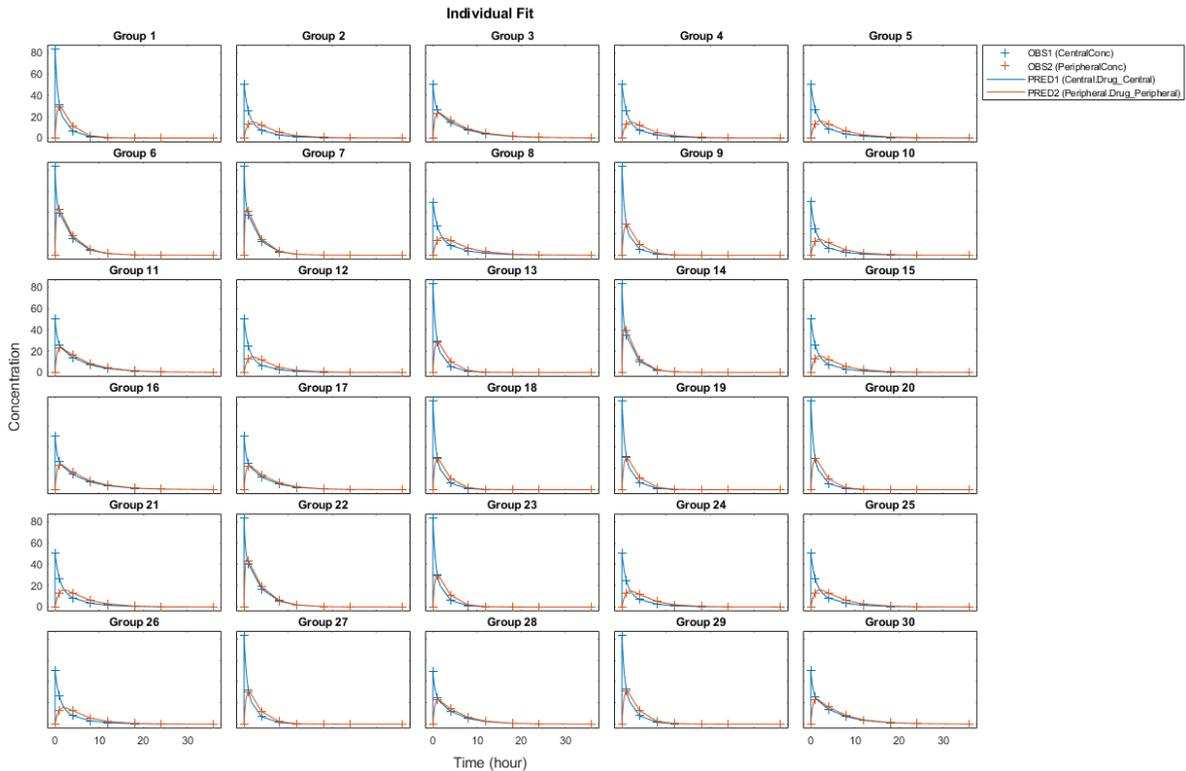 Individual Fit
Group 1 Group 2 Group 3 Group 4 Group 5
80
60
40
20
0
OBS1 (CentralConc)
OBS2 (PeripheralConc)
PRED1 (Central.Drug_Central)
PRED2 (Peripheral.Drug_Peripheral)
Group 6 Group 7 Group 8 Group 9 Group 10
Group 11 Group 12 Group 13 Group 14 Group 15
80
60
40
20
0
Concentration
Group 16 Group 17 Group 18 Group 19 Group 20
Group 21 Group 22 Group 23 Group 24 Group 25
80
60
40
20
0
Group 26 Group 27 Group 28 Group 29 Group 30
0 10 20 30 0 10 20 30 0 10 20 30
Time (hour)